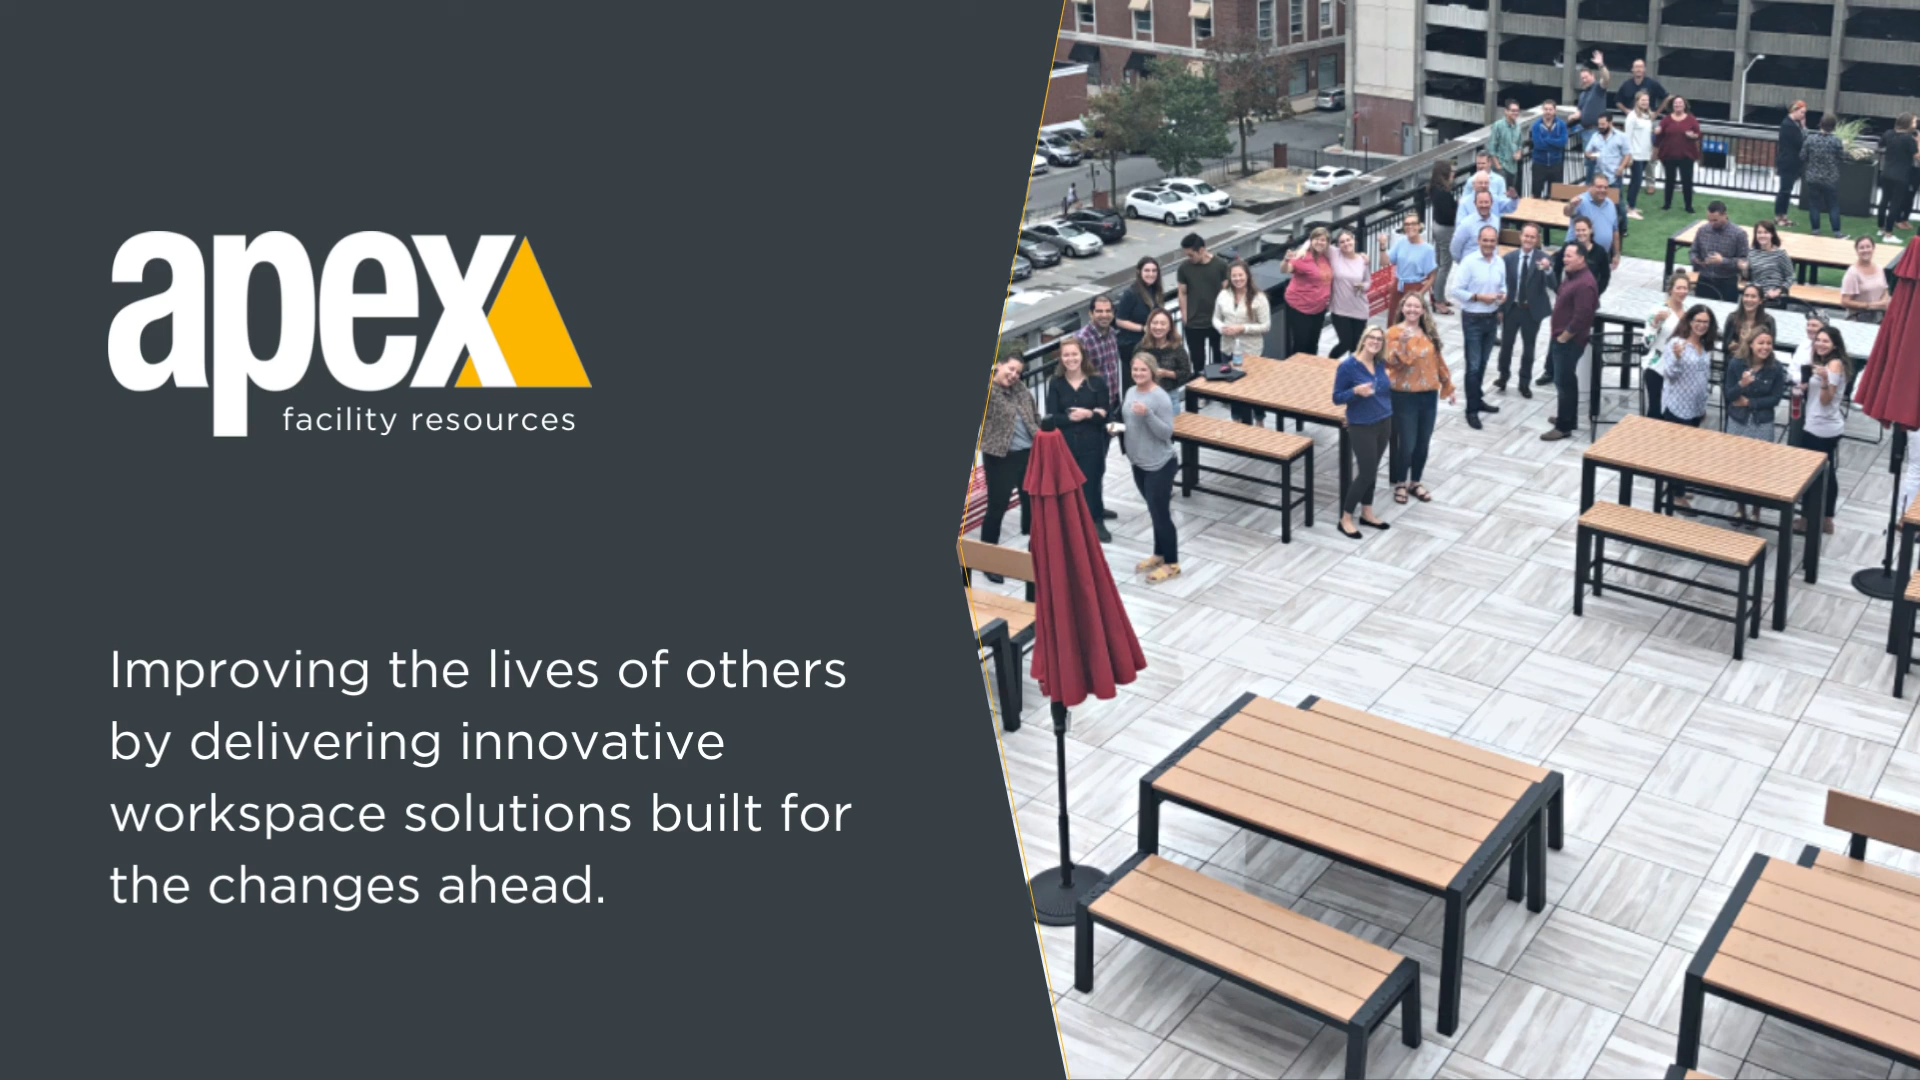 apex
facility resources
Improving the lives of others
by delivering innovative
workspace solutions built for
the changes ahead.